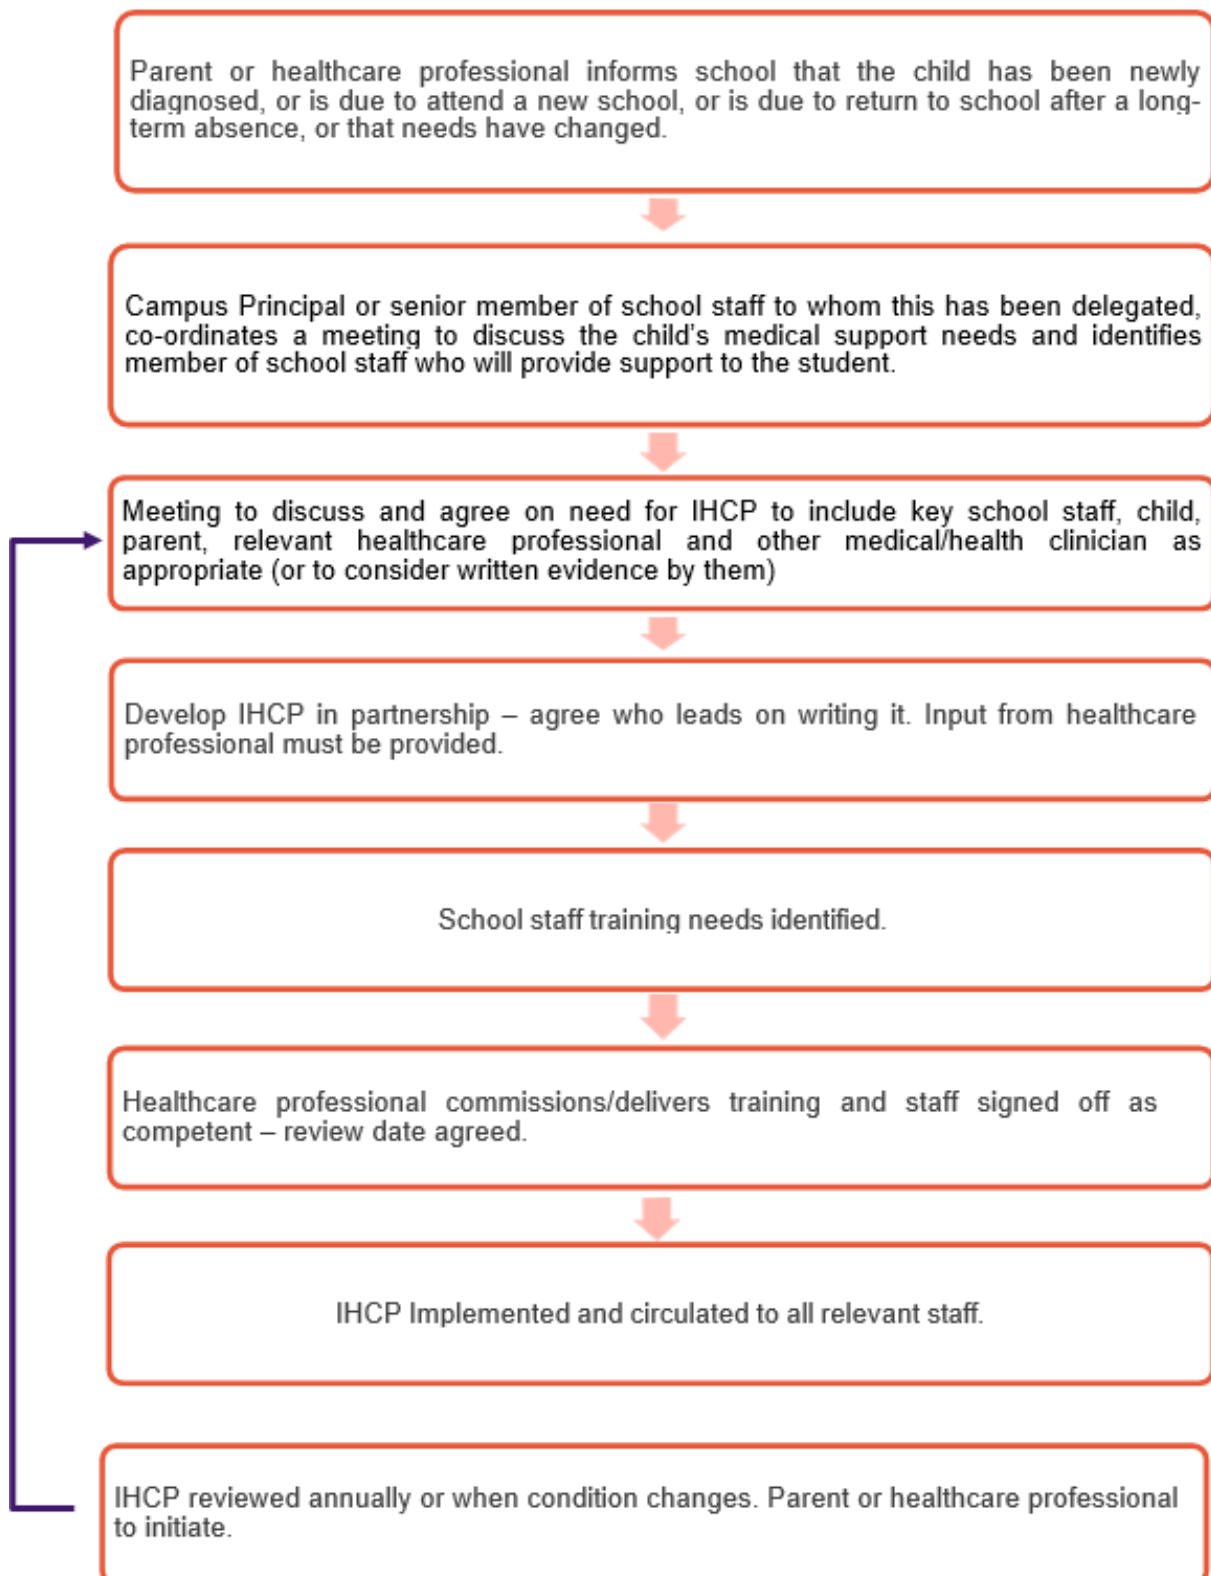 Parent or healthcare professional informs school that the child has been newly
diagnosed, or is due to attend a new school, or is due to return to school after a long-
term absence, or that needs have changed.
Campus Principal or senior member of school staff to whom this has been delegated,
co-ordinates a meeting to discuss the child's medical support needs and identifies
member of school staff who will provide support to the student.
Meeting to discuss and agree on need for IHCP to include key school staff, child,
parent, relevant healthcare professional and other medical/health clinician as
appropriate (or to consider written evidence by them)
Develop IHCP in partnership – agree who leads on writing it. Input from healthcare
professional must be provided.
School staff training needs identified.
Healthcare professional commissions/delivers training and staff signed off as
competent – review date agreed.
IHCP Implemented and circulated to all relevant staff.
IHCP reviewed annually or when condition changes. Parent or healthcare professional
to initiate.